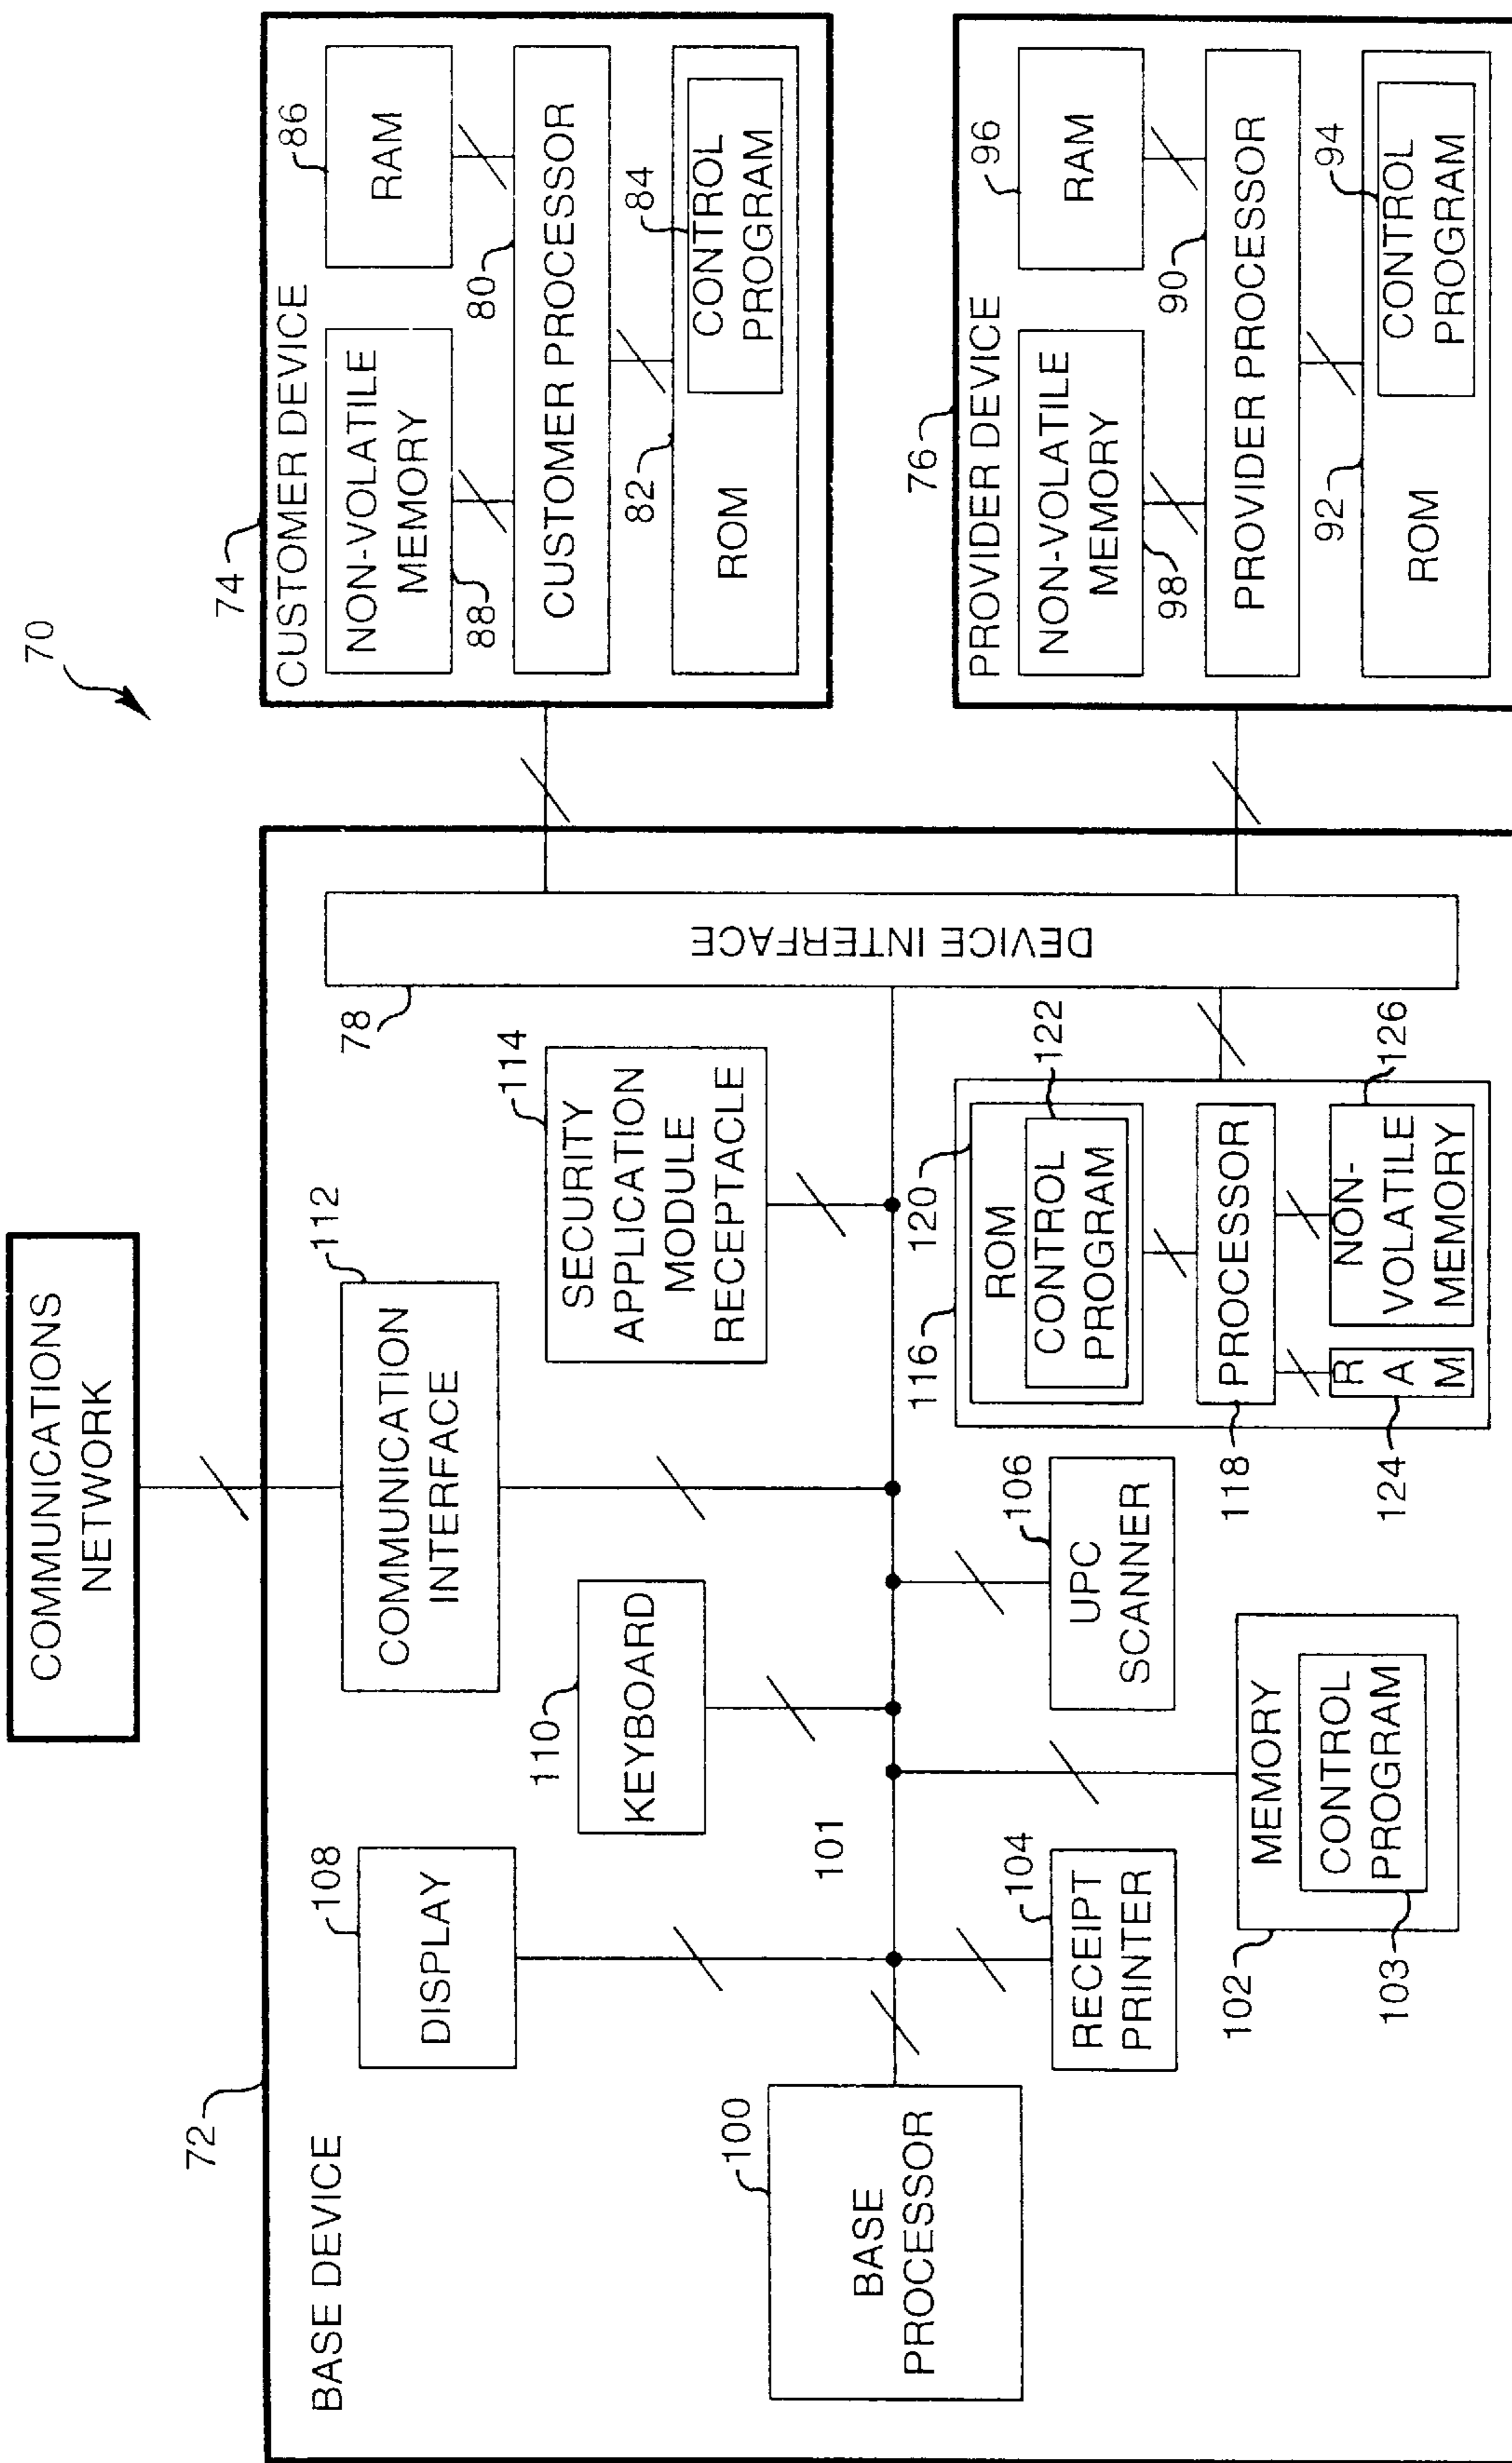 70
COMMUNICATIONS
NETWORK
72
BASE DEVICE
108
DISPLAY
110
KEYBOARD
112
COMMUNICATION
INTERFACE
114
SECURITY
APPLICATION
MODULE
RECEPTACLE
78
DEVICE INTERFACE
100
BASE
PROCESSOR
101
104
RECEIPT
PRINTER
102
MEMORY
103
CONTROL
PROGRAM
106
UPC
SCANNER
116
120
ROM
122
CONTROL
PROGRAM
118
PROCESSOR
124
R
A
M
126
NON-
VOLATILE
MEMORY
74
CUSTOMER DEVICE
88
NON-VOLATILE
MEMORY
86
RAM
80
CUSTOMER PROCESSOR
82
ROM
84
CONTROL
PROGRAM
76
PROVIDER DEVICE
98
NON-VOLATILE
MEMORY
96
RAM
90
PROVIDER PROCESSOR
92
ROM
94
CONTROL
PROGRAM